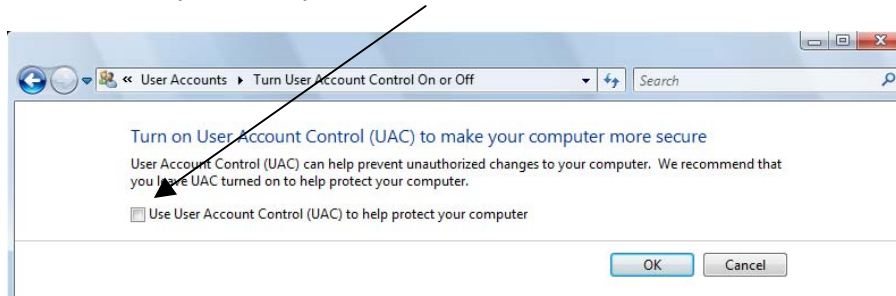 « User Accounts ▸ Turn User Account Control On or Off
Search
Turn on User Account Control (UAC) to make your computer more secure
User Account Control (UAC) can help prevent unauthorized changes to your computer. We recommend that
you leave UAC turned on to help protect your computer.
Use User Account Control (UAC) to help protect your computer
OK
Cancel